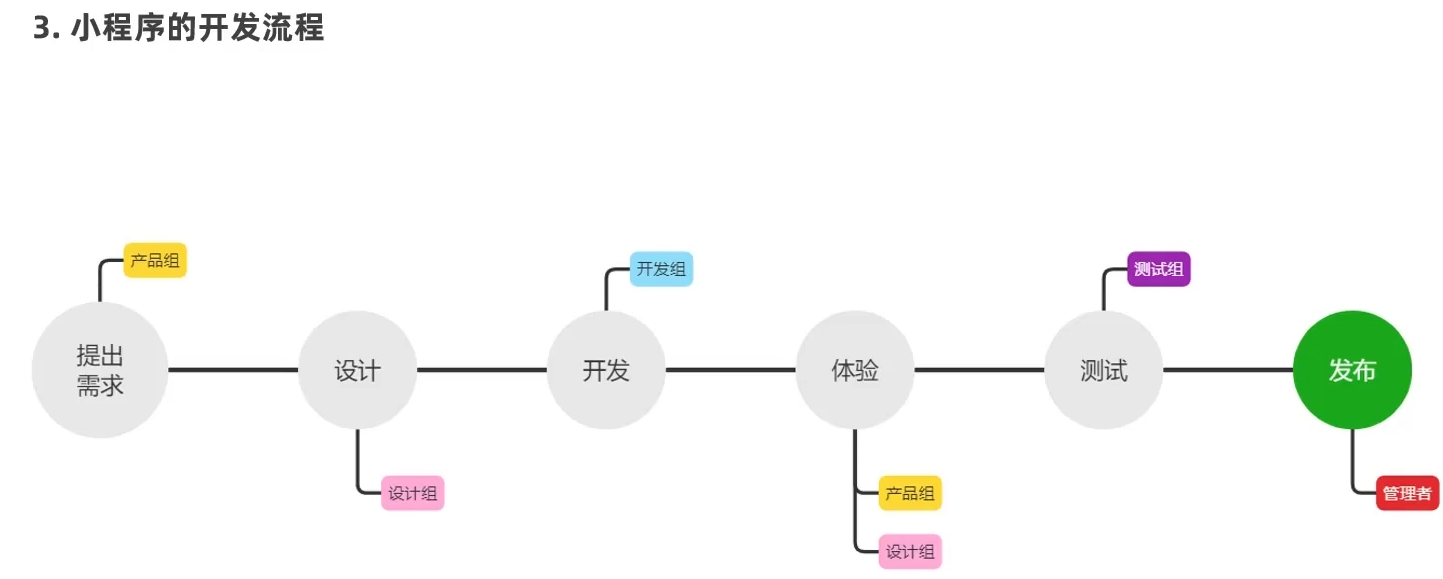 3. 小程序的开发流程
产品组
开发组
测试组
提出
需求
设计
开发
体验
测试
发布
设计组
产品组
管理者
设计组